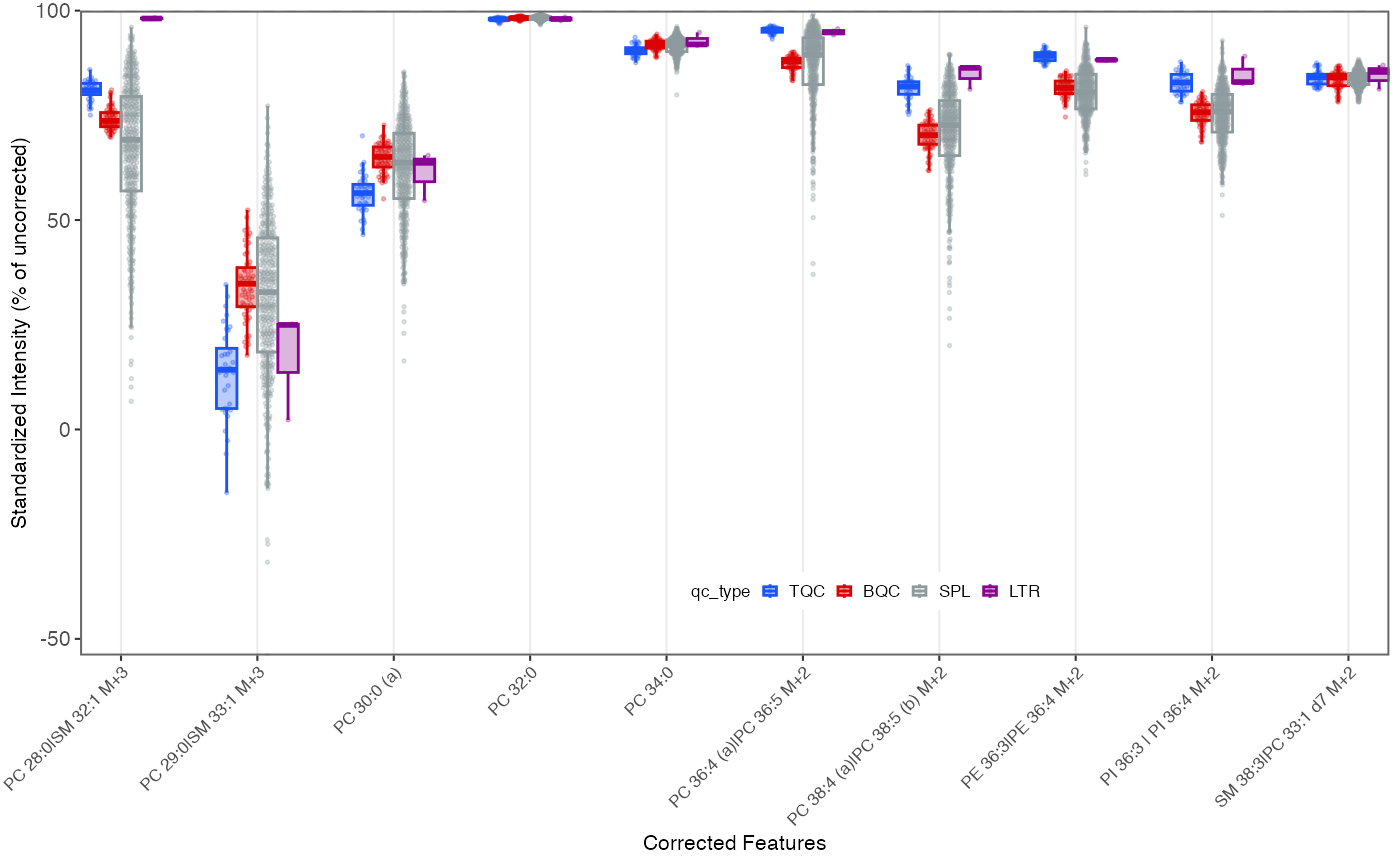 Standardized Intensity (% of uncorrected)
100
50
0
-50
qc_type TQC BQC SPL LTR
PC 28:0|SM 32:1 M+3
PC 29:0|SM 33:1 M+3
PC 30:0 (a)
PC 32:0
PC 34:0
PC 36:4 (a)|PC 36:5 M+2
PC 38:4 (a)|PC 38:5 (b) M+2
PE 36:3|PE 36:4 M+2
PI 36:3 | PI 36:4 M+2
SM 38:3|PC 33:1 d7 M+2
Corrected Features